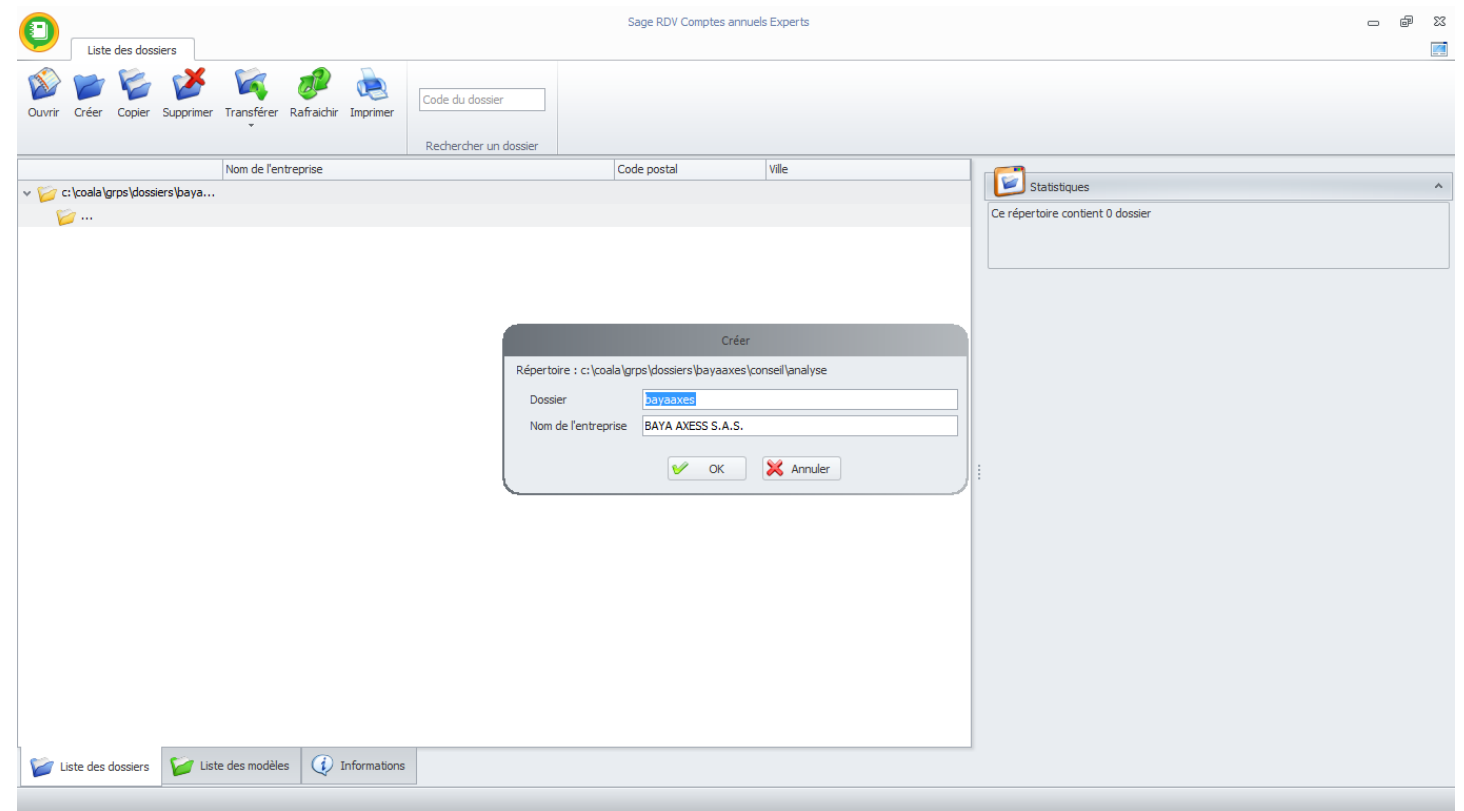 Sage RDV Comptes annuels Experts
Liste des dossiers
Ouvrir Créer Copier Supprimer Transférer Rafraichir Imprimer
Code du dossier
Rechercher un dossier
Nom de l'entreprise Code postal Ville
c:\coala\grps\dossiers\baya...
...
Statistiques
Ce répertoire contient 0 dossier
Créer
Répertoire : c:\coala\grps\dossiers\bayaaxes\conseil\analyse
Dossier bayaaxes
Nom de l'entreprise BAYA AXESS S.A.S.
OK Annuler
Liste des dossiers Liste des modèles Informations